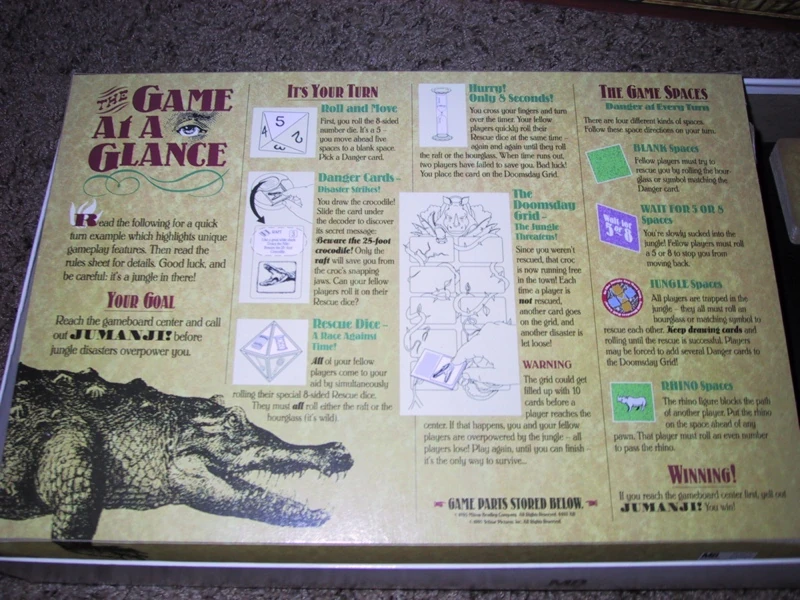 THE GAME
At A
GLANCE
Read the following for a quick
turn example which highlights unique
gameplay features. Then read the
rules sheet for details. Good luck, and
be careful: it's a jungle in there!
YOUR GOAL
Reach the gameboard center and call
out JUMANJI! before
jungle disasters overpower you.
IT'S YOUR TURN
Roll and Move
First, you roll the 8-sided
number die. It's a 5 –
you move ahead five
spaces to a blank space.
Pick a Danger card.
5
4
3
Danger Cards –
Disaster Strikes!
You draw the crocodile!
Slide the card under
the decoder to discover
its secret message:
Beware the 28-foot
crocodile! Only the
raft will save you from
the croc's snapping
jaws. Can your fellow
players roll it on their
Rescue dice?
Rescue Dice –
A Race Against
Time!
All of your fellow
players come to your
aid by simultaneously
rolling their special 8-sided Rescue dice.
They must all roll either the raft or the
hourglass (it's wild).
Hurry!
Only 8 Seconds!
You cross your fingers and turn
over the timer. Your fellow
players quickly roll their
Rescue dice at the same time –
again and again until they roll
the raft or the hourglass. When time runs out,
two players have failed to save you. Bad luck!
You place the card on the Doomsday Grid.
The
Doomsday
Grid –
The Jungle
Threatens!
Since you weren't
rescued, that croc
is now running free
in the town! Each
time a player is
not rescued,
another card goes
on the grid, and
another disaster is
let loose!
WARNING
The grid could get
filled up with 10
cards before a
player reaches the
center. If that happens, you and your fellow
players are overpowered by the jungle – all
players lose! Play again, until you can finish –
it's the only way to survive...
GAME PARTS STORED BELOW.
THE GAME SPACES
Danger at Every Turn
There are four different kinds of spaces.
Follow these space directions on your turn.
BLANK Spaces
Fellow players must try to
rescue you by rolling the hour-
glass or symbol matching the
Danger card.
Wait for
5 or 8
WAIT FOR 5 OR 8
Spaces
You're slowly sucked into the
jungle! Fellow players must roll
a 5 or 8 to stop you from
moving back.
JUNGLE Spaces
All players are trapped in the
jungle – they all must roll an
hourglass or matching symbol to
rescue each other. Keep drawing cards and
rolling until the rescue is successful. Players
may be forced to add several Danger cards to
the Doomsday Grid!
RHINO Spaces
The rhino figure blocks the path
of another player. Put the rhino
on the space ahead of any
pawn. That player must roll an even number
to pass the rhino.
WINNING!
If you reach the gameboard center first, yell out
JUMANJI! You win!